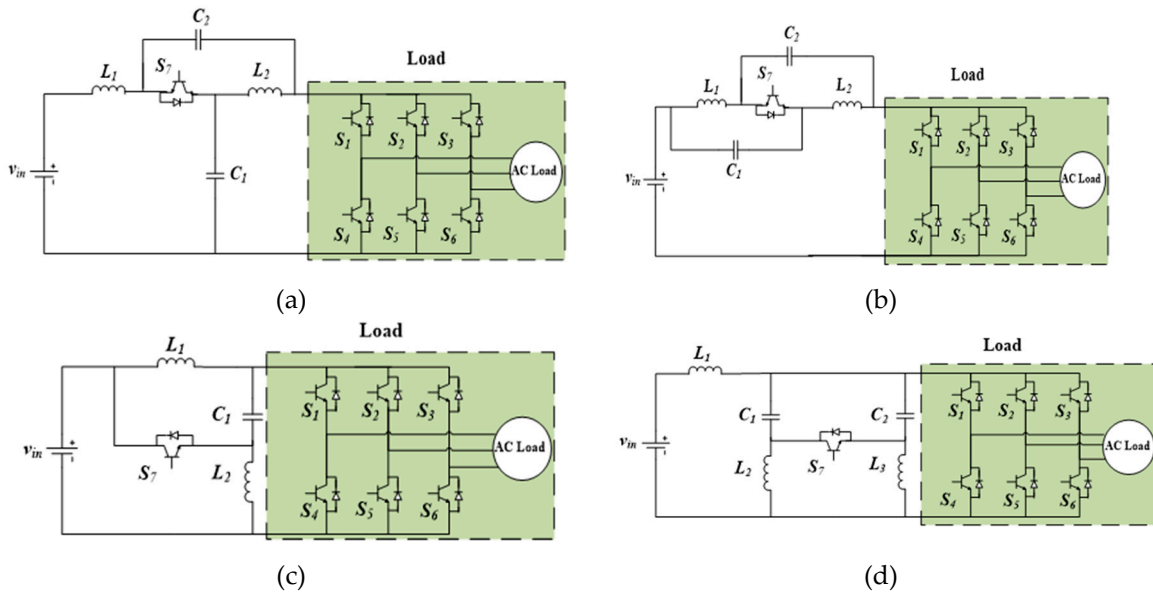 C2
Load
L1
S7
L2
S1
S2
S3
vin
C1
AC Load
S4
S5
S6
(a)
C2
Load
L1
S7
L2
S1
S2
S3
vin
C1
AC Load
S4
S5
S6
(b)
Load
L1
C1
S1
S2
S3
vin
S7
L2
AC Load
S4
S5
S6
(c)
Load
L1
C1
C2
S1
S2
S3
vin
L2
S7
L3
AC Load
S4
S5
S6
(d)